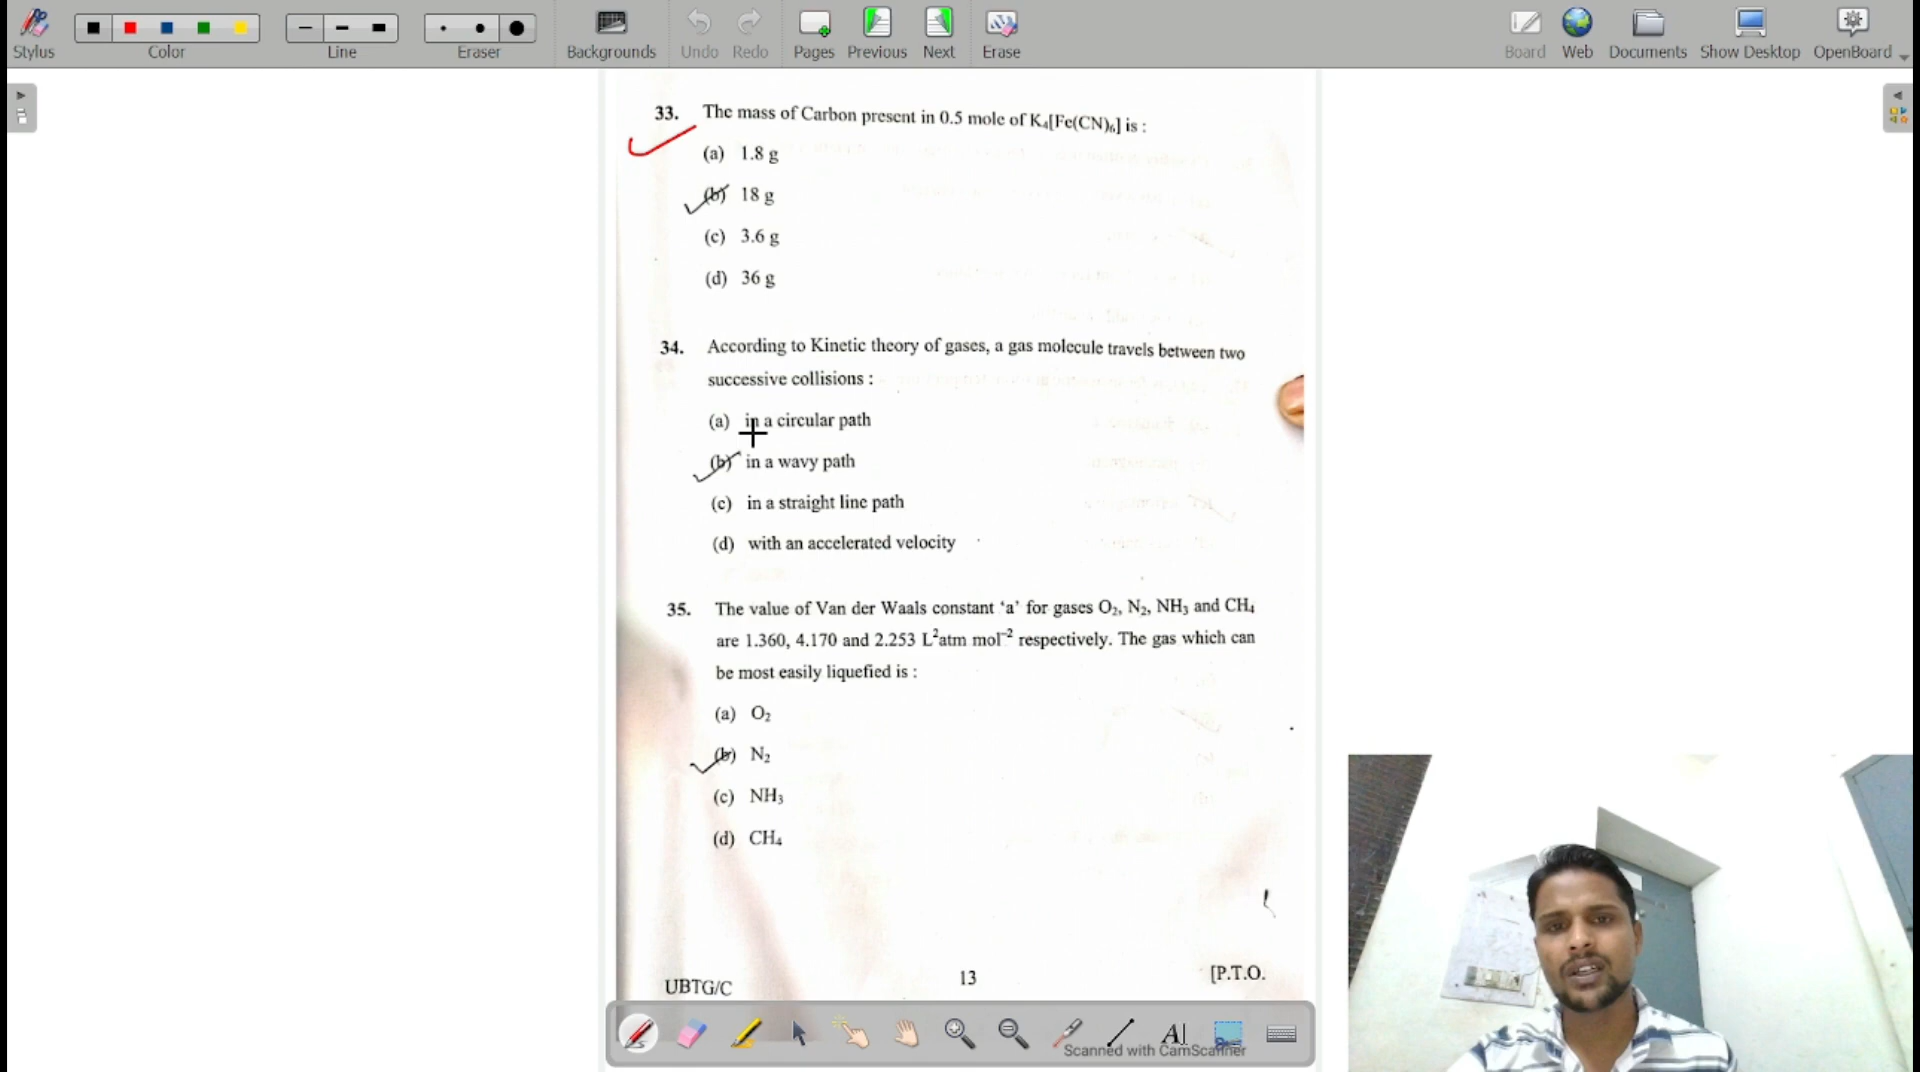 Stylus
Color
Line
Eraser
Backgrounds
Undo
Redo
Pages
Previous
Next
Erase
Board
Web
Documents
Show Desktop
OpenBoard
33. The mass of Carbon present in 0.5 mole of K₄[Fe(CN)₆] is :
(a) 1.8 g
(b) 18 g
(c) 3.6 g
(d) 36 g
34. According to Kinetic theory of gases, a gas molecule travels between two
successive collisions :
(a) in a circular path
(b) in a wavy path
(c) in a straight line path
(d) with an accelerated velocity
35. The value of Van der Waals constant ‘a’ for gases O₂, N₂, NH₃ and CH₄
are 1.360, 4.170 and 2.253 L²atm mol⁻² respectively. The gas which can
be most easily liquefied is :
(a) O₂
(b) N₂
(c) NH₃
(d) CH₄
UBTG/C
13
[P.T.O.
Scanned with CamScanner